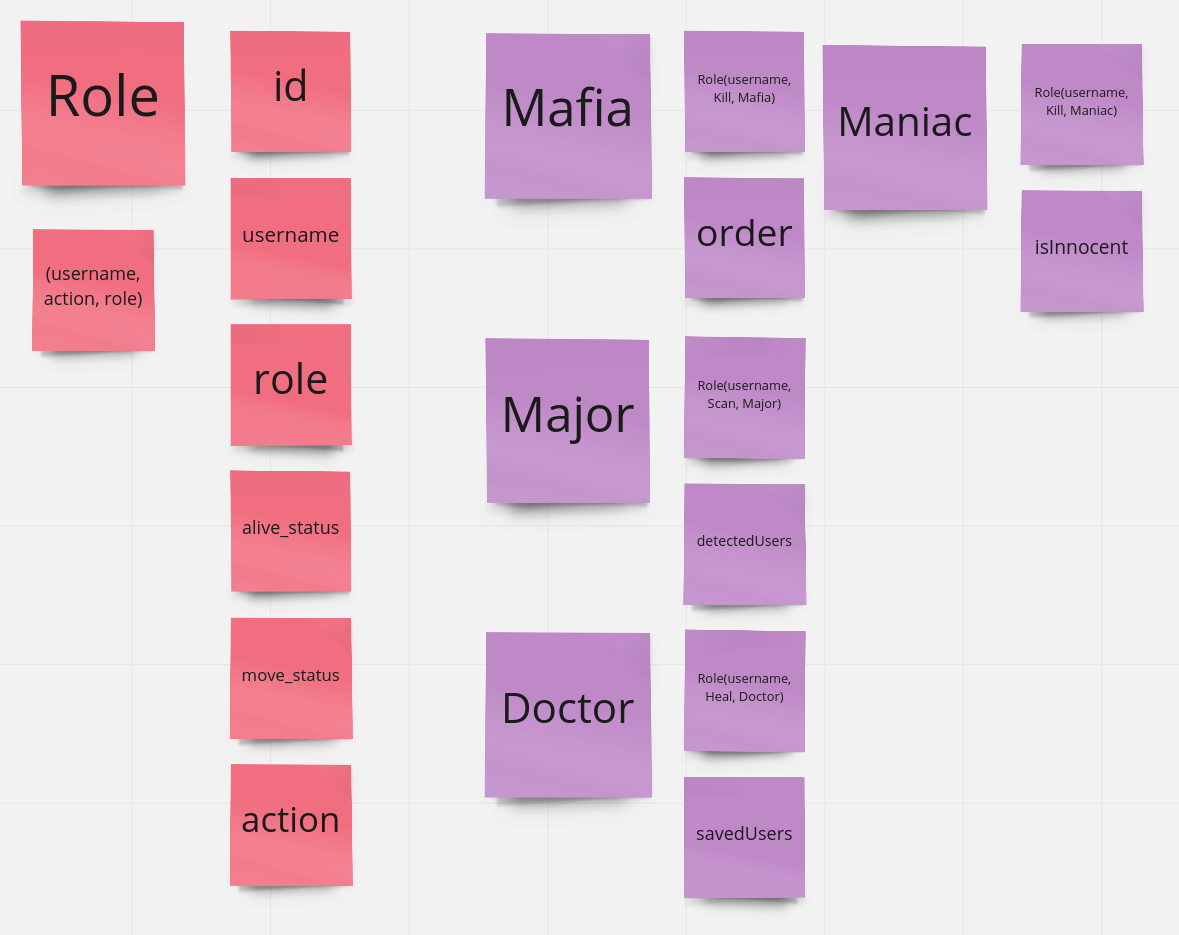 Role
(username,
action, role)
id
username
role
alive_status
move_status
action
Mafia
Role(username,
Kill, Mafia)
order
Major
Role(username,
Scan, Major)
detectedUsers
Doctor
Role(username,
Heal, Doctor)
savedUsers
Maniac
Role(username,
Kill, Maniac)
isInnocent